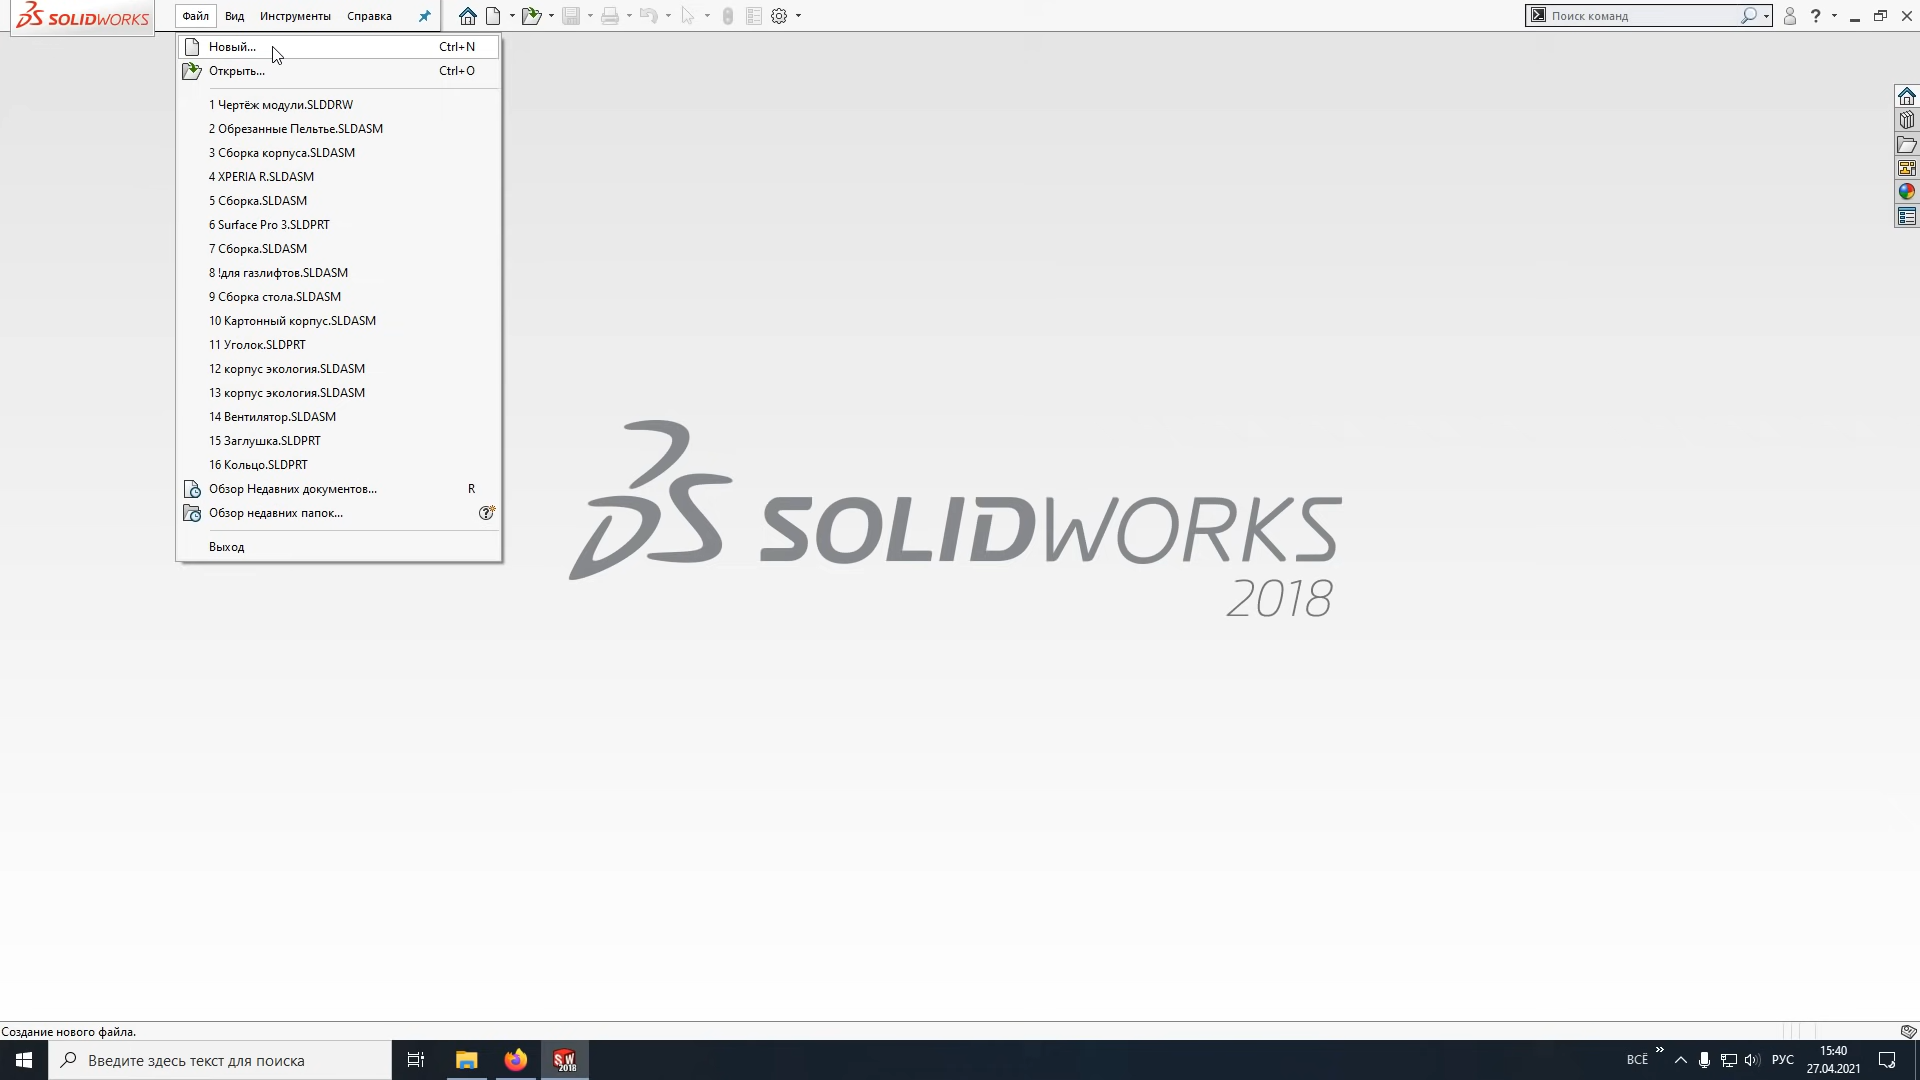 SOLIDWORKS
Файл Вид Инструменты Справка
Поиск команд
Новый... Ctrl+N
Открыть... Ctrl+O
1 Чертёж модули.SLDDRW
2 Обрезанные Пельтье.SLDASM
3 Сборка корпуса.SLDASM
4 XPERIA R.SLDASM
5 Сборка.SLDASM
6 Surface Pro 3.SLDPRT
7 Сборка.SLDASM
8 !для газлифтов.SLDASM
9 Сборка стола.SLDASM
10 Картонный корпус.SLDASM
11 Уголок.SLDPRT
12 корпус экология.SLDASM
13 корпус экология.SLDASM
14 Вентилятор.SLDASM
15 Заглушка.SLDPRT
16 Кольцо.SLDPRT
Обзор Недавних документов... R
Обзор недавних папок...
Выход
SOLIDWORKS
2018
Создание нового файла.
Введите здесь текст для поиска
SW
2018
ВСЁ
РУС
15:40
27.04.2021